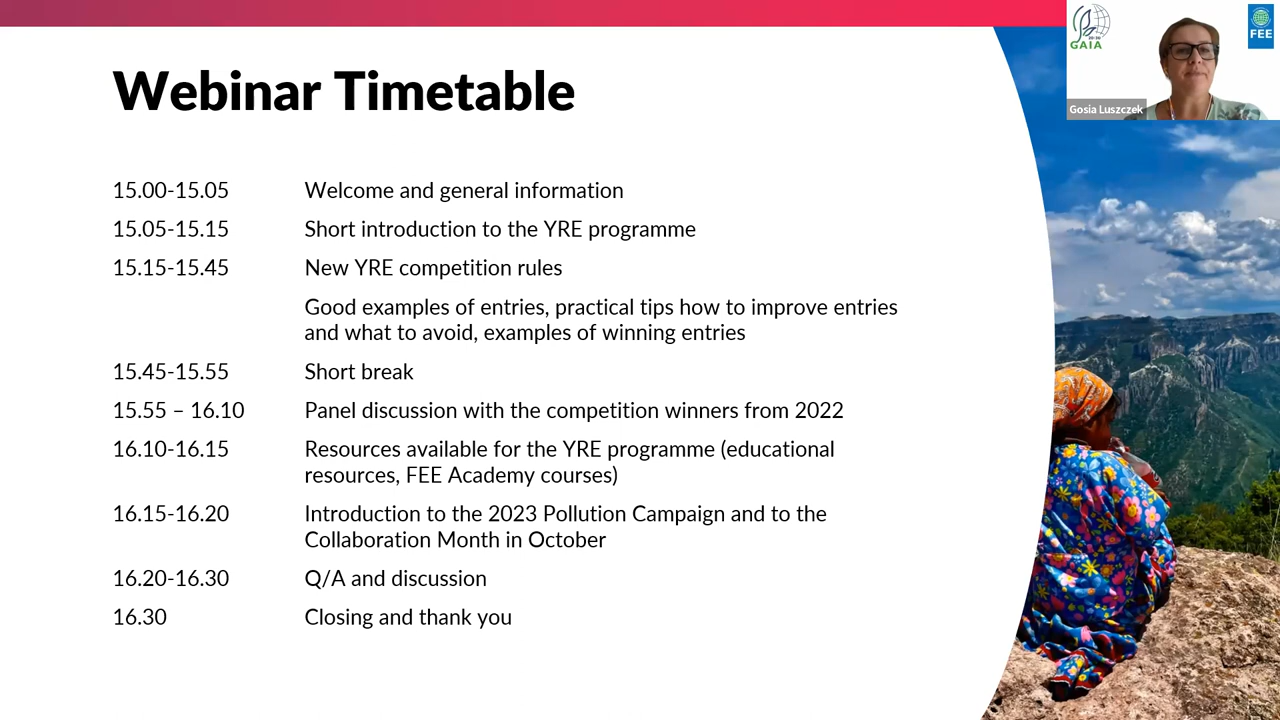 Webinar Timetable
15.00-15.05 Welcome and general information
15.05-15.15 Short introduction to the YRE programme
15.15-15.45 New YRE competition rules
Good examples of entries, practical tips how to improve entries
and what to avoid, examples of winning entries
15.45-15.55 Short break
15.55 – 16.10 Panel discussion with the competition winners from 2022
16.10-16.15 Resources available for the YRE programme (educational
resources, FEE Academy courses)
16.15-16.20 Introduction to the 2023 Pollution Campaign and to the
Collaboration Month in October
16.20-16.30 Q/A and discussion
16.30 Closing and thank you
GAIA
FEE
Gosia Luszczek